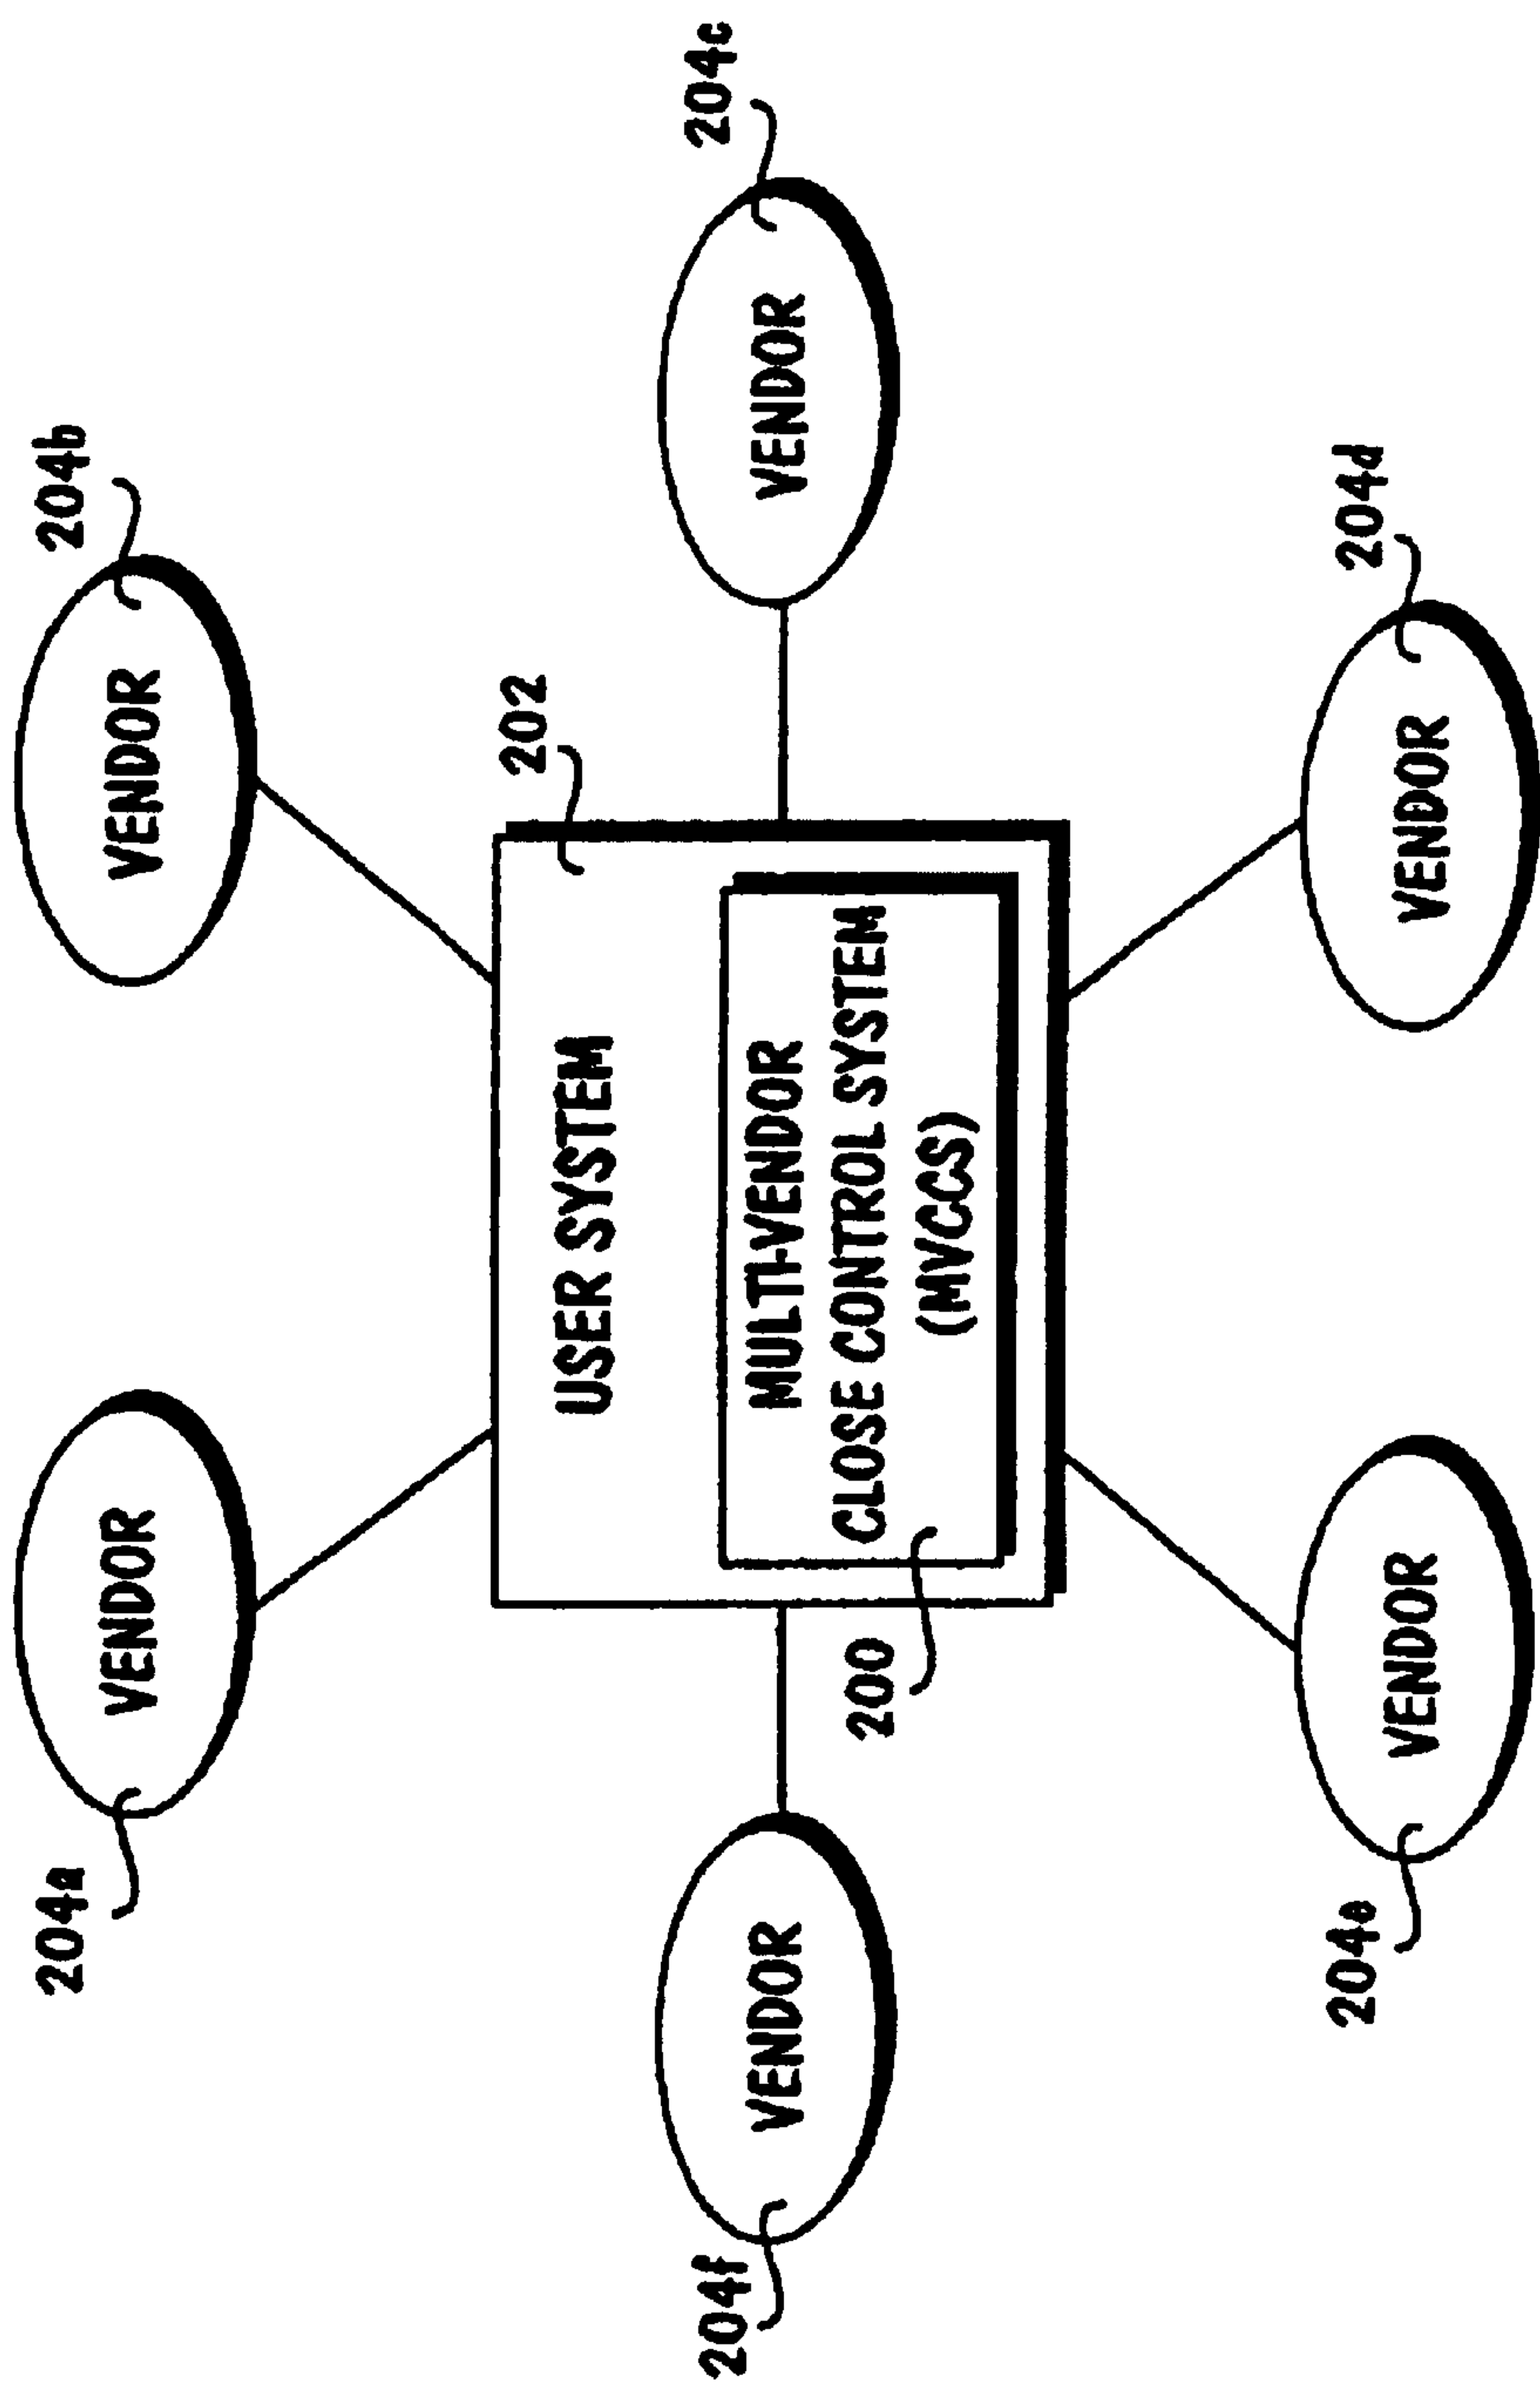 204a
VENDOR
204b
VENDOR
204f
VENDOR
202
USER SYSTEM
MULTI-VENDOR
CLOSE CONTROL SYSTEM
(MVCCS)
200
204c
VENDOR
204e
VENDOR
204d
VENDOR